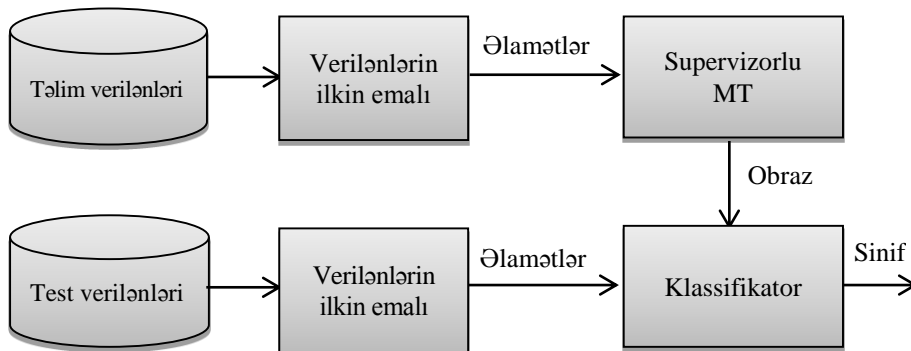 Təlim verilənləri
Verilənlərin
ilkin emalı
Əlamətlər
Supervizorlu
MT
Obraz
Test verilənləri
Verilənlərin
ilkin emalı
Əlamətlər
Klassifikator
Sinif